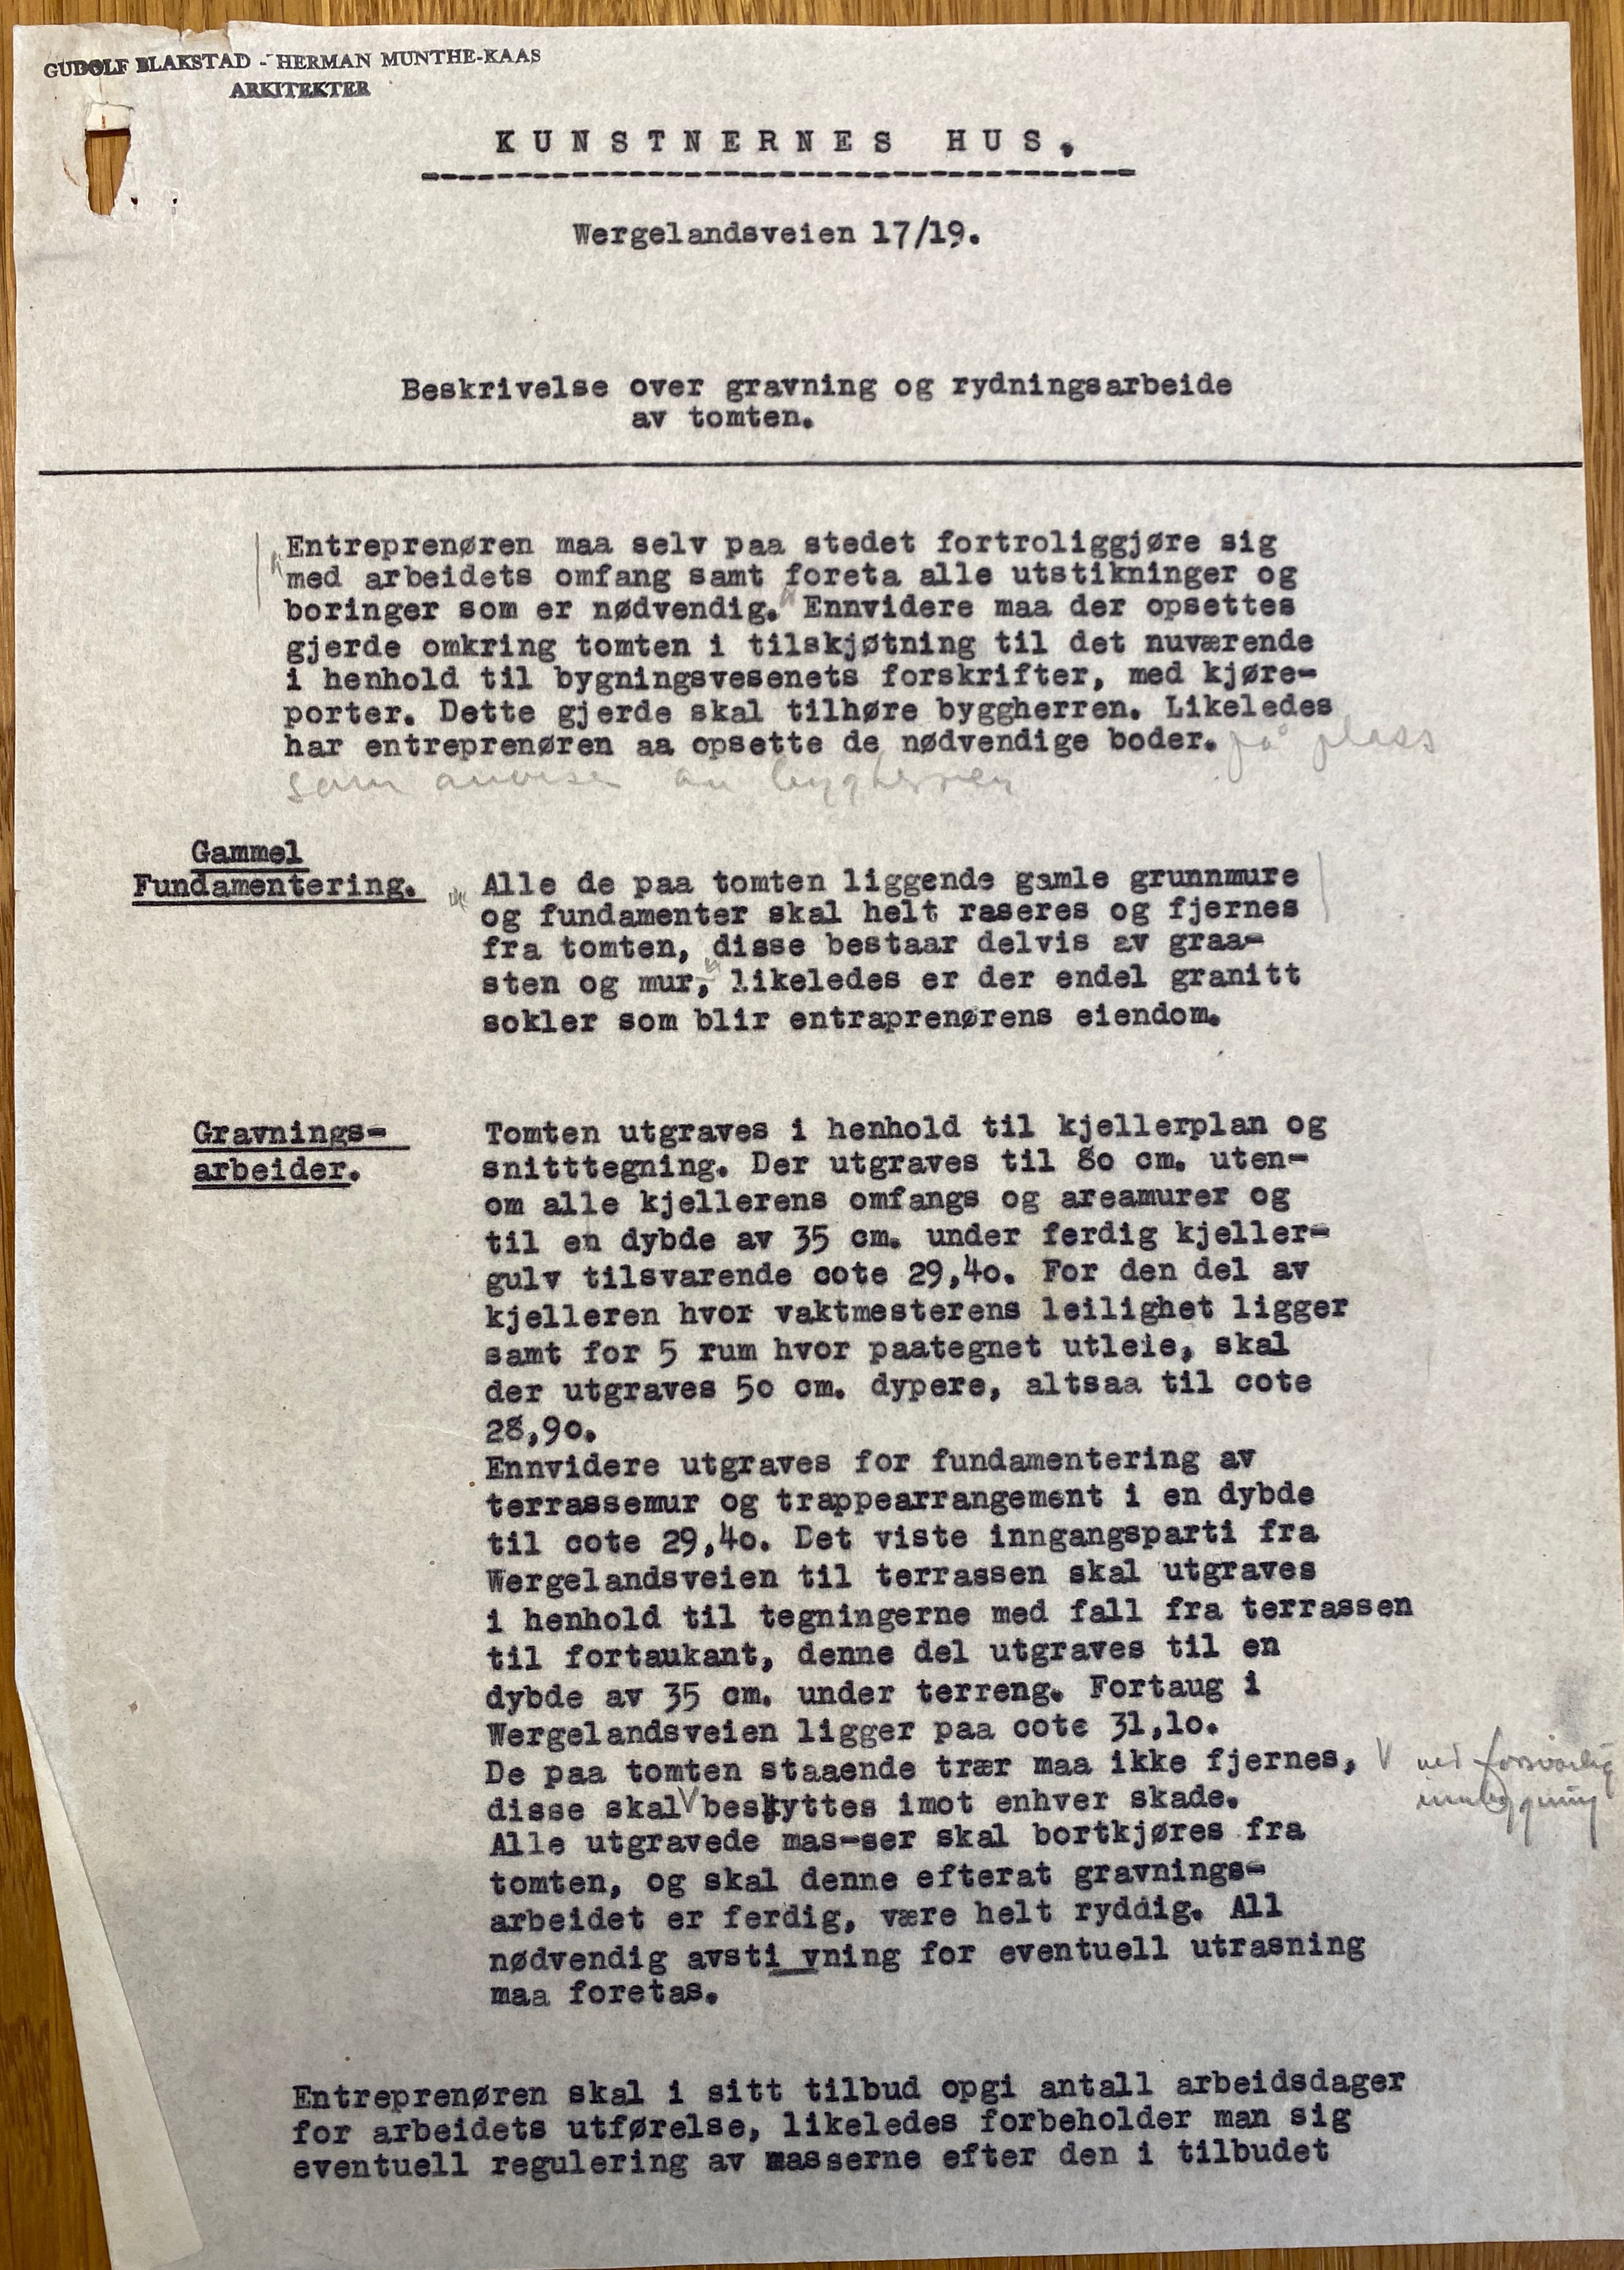 GUDOLF BLAKSTAD - HERMAN MUNTHE-KAAS
ARKITEKTER
KUNSTNERNES HUS.
Wergelandsveien 17/19.
Beskrivelse over gravning og rydningsarbeide
av tomten.
Entreprenøren maa selv paa stedet fortroliggjøre sig
med arbeidets omfang samt foreta alle utstikninger og
boringer som er nødvendig. Ennvidere maa der opsettes
gjerde omkring tomten i tilskjøtning til det nuværende
i henhold til bygningsvesenets forskrifter, med kjøre-
porter. Dette gjerde skal tilhøre byggherren. Likeledes
har entreprenøren aa opsette de nødvendige boder. på plass
som anvises av byggherren
Gammel
Fundamentering.
Alle de paa tomten liggende gamle grunnmure
og fundamenter skal helt raseres og fjernes
fra tomten, disse bestaar delvis av graa-
sten og mur, likeledes er der endel granitt
sokler som blir entraprenørens eiendom.
Gravnings-
arbeider.
Tomten utgraves i henhold til kjellerplan og
snitttegning. Der utgraves til 80 cm. uten-
om alle kjellerens omfangs og areamurer og
til en dybde av 35 cm. under ferdig kjeller-
gulv tilsvarende cote 29,40. For den del av
kjelleren hvor vaktmesterens leilighet ligger
samt for 5 rum hvor paategnet utleie, skal
der utgraves 50 cm. dypere, altsaa til cote
28,90.
Ennvidere utgraves for fundamentering av
terrassemur og trappearrangement i en dybde
til cote 29,40. Det viste inngangsparti fra
Wergelandsveien til terrassen skal utgraves
i henhold til tegningerne med fall fra terrassen
til fortaukant, denne del utgraves til en
dybde av 35 cm. under terreng. Fortaug i
Wergelandsveien ligger paa cote 31,10.
De paa tomten staaende trær maa ikke fjernes, V ved forsvarlig
disse skal V beskyttes imot enhver skade. innbygging
Alle utgravede mas-ser skal bortkjøres fra
tomten, og skal denne efterat gravnings-
arbeidet er ferdig, være helt ryddig. All
nødvendig avsti vning for eventuell utrasning
maa foretas.
Entreprenøren skal i sitt tilbud opgi antall arbeidsdager
for arbeidets utførelse, likeledes forbeholder man sig
eventuell regulering av masserne efter den i tilbudet